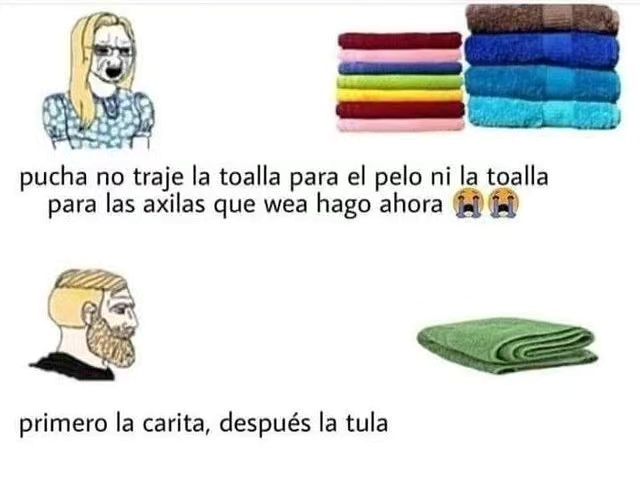 pucha no traje la toalla para el pelo ni la toalla
para las axilas que wea hago ahora 😭😭
primero la carita, después la tula